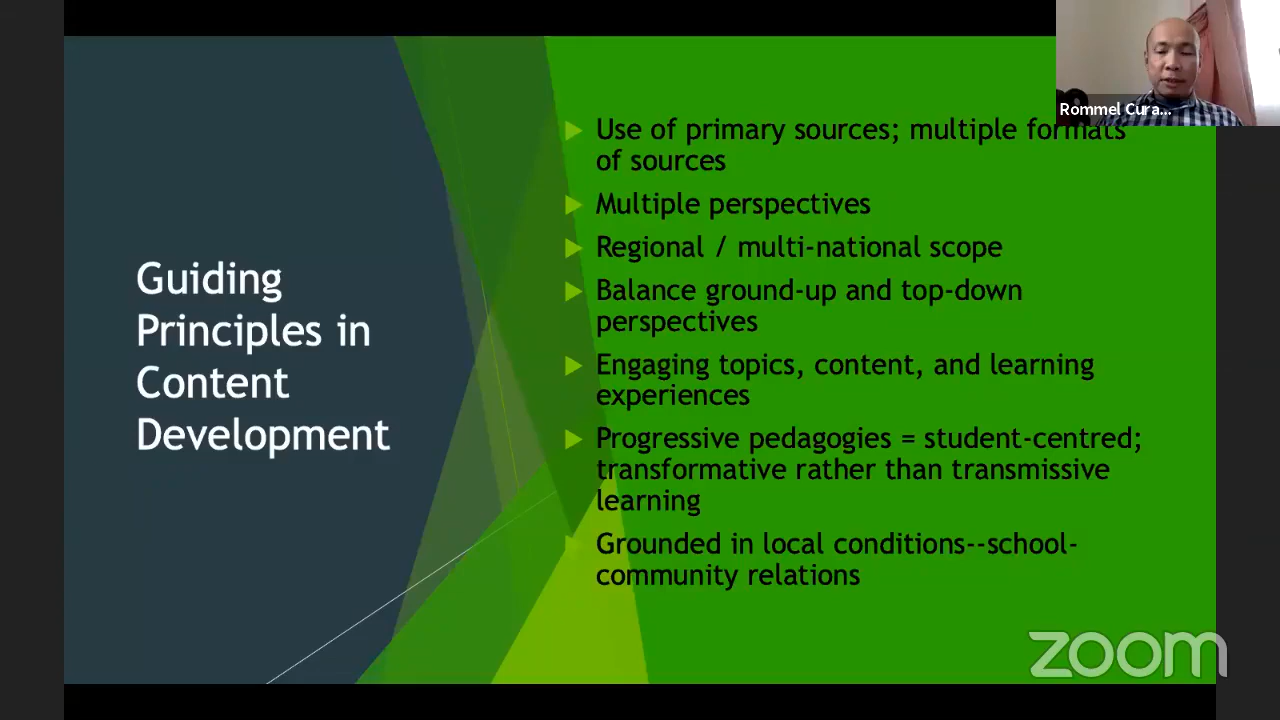 Rommel Cura...
Use of primary sources; multiple formats
of sources
Multiple perspectives
Regional / multi-national scope
Guiding
Principles in
Content
Development
Balance ground-up and top-down
perspectives
Engaging topics, content, and learning
experiences
Progressive pedagogies = student-centred;
transformative rather than transmissive
learning
Grounded in local conditions--school-
community relations
zoom